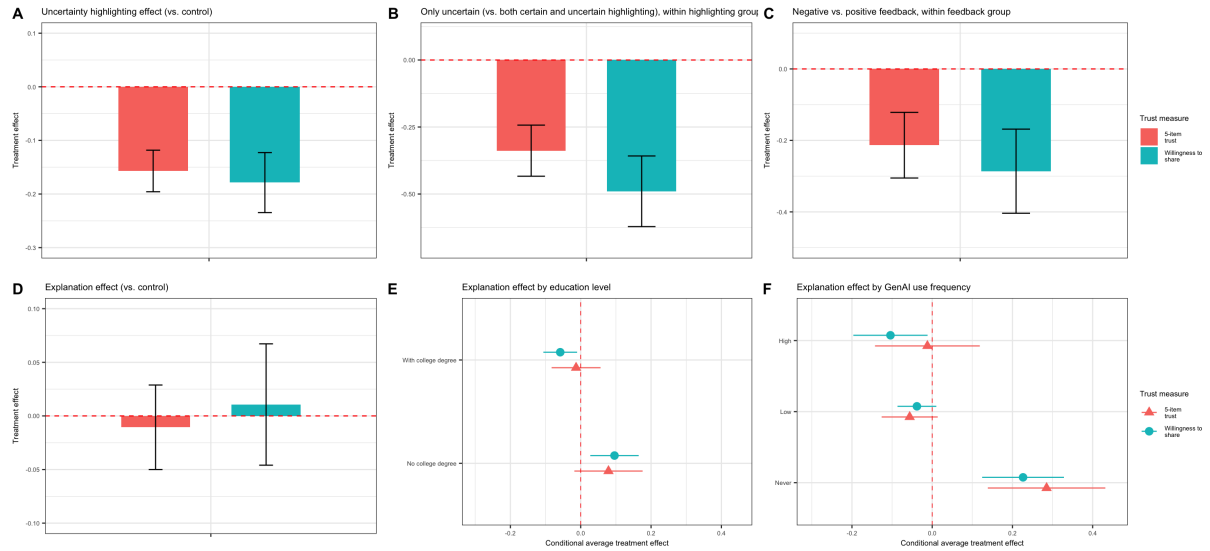 A
Uncertainty highlighting effect (vs. control)
0.1
0.0
-0.1
-0.2
-0.3
Treatment effect
B
Only uncertain (vs. both certain and uncertain highlighting), within highlighting group
0.00
-0.25
-0.50
Treatment effect
C
Negative vs. positive feedback, within feedback group
0.0
-0.2
-0.4
Treatment effect
Trust measure
5-item
trust
Willingness to
share
D
Explanation effect (vs. control)
0.10
0.05
0.00
-0.05
-0.10
Treatment effect
E
Explanation effect by education level
With college degree
No college degree
-0.2
0.0
0.2
0.4
Conditional average treatment effect
F
Explanation effect by GenAI use frequency
High
Low
Never
-0.2
0.0
0.2
0.4
Conditional average treatment effect
Trust measure
5-item
trust
Willingness to
share